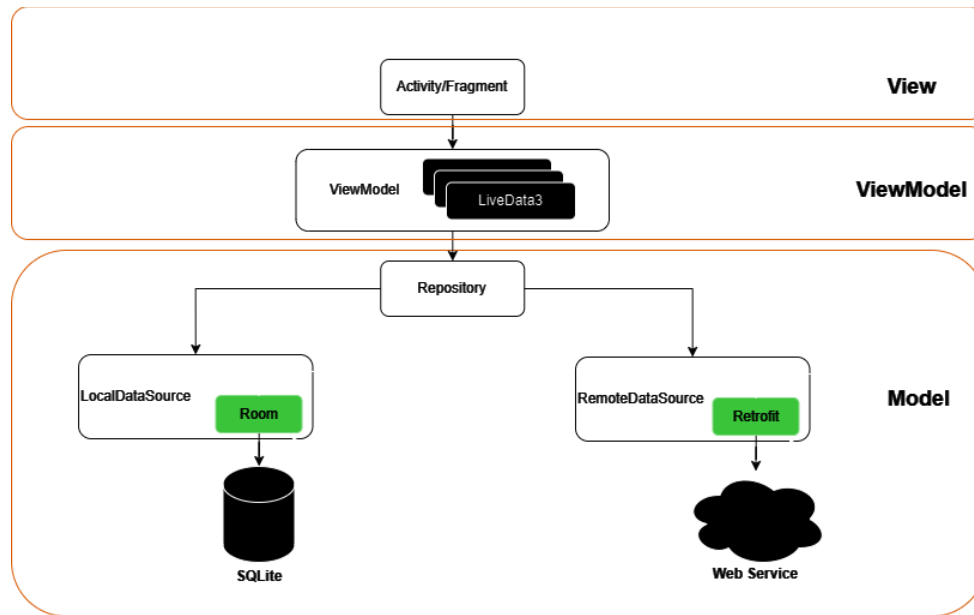 Activity/Fragment
View
ViewModel
LiveData3
ViewModel
Repository
LocalDataSource
Room
RemoteDataSource
Retrofit
Model
SQLite
Web Service